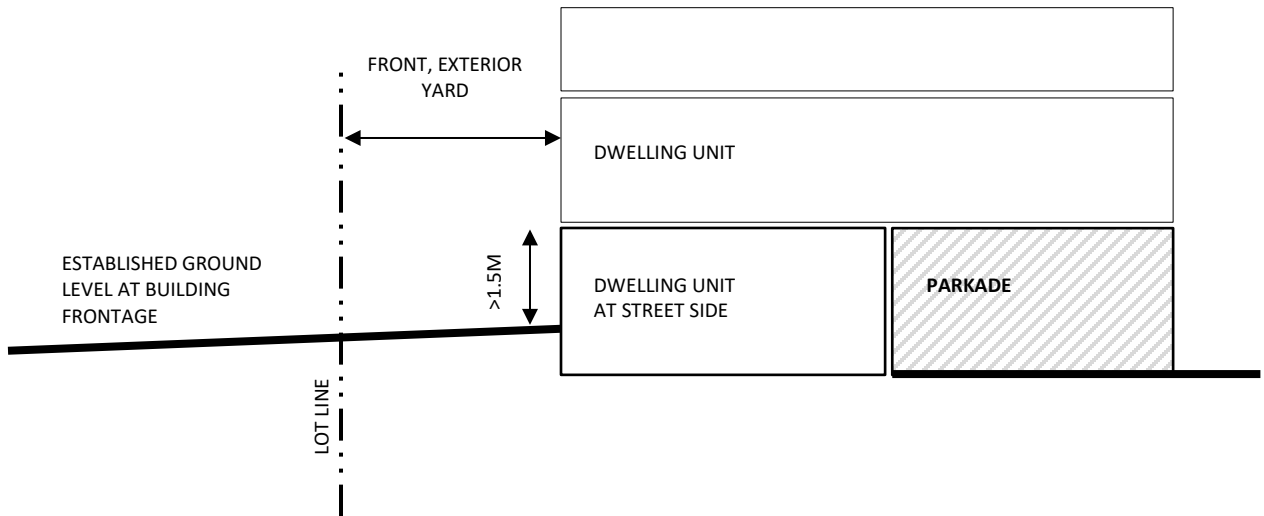 FRONT, EXTERIOR
YARD
DWELLING UNIT
ESTABLISHED GROUND
LEVEL AT BUILDING
FRONTAGE
>1.5M
DWELLING UNIT
AT STREET SIDE
PARKADE
LOT LINE